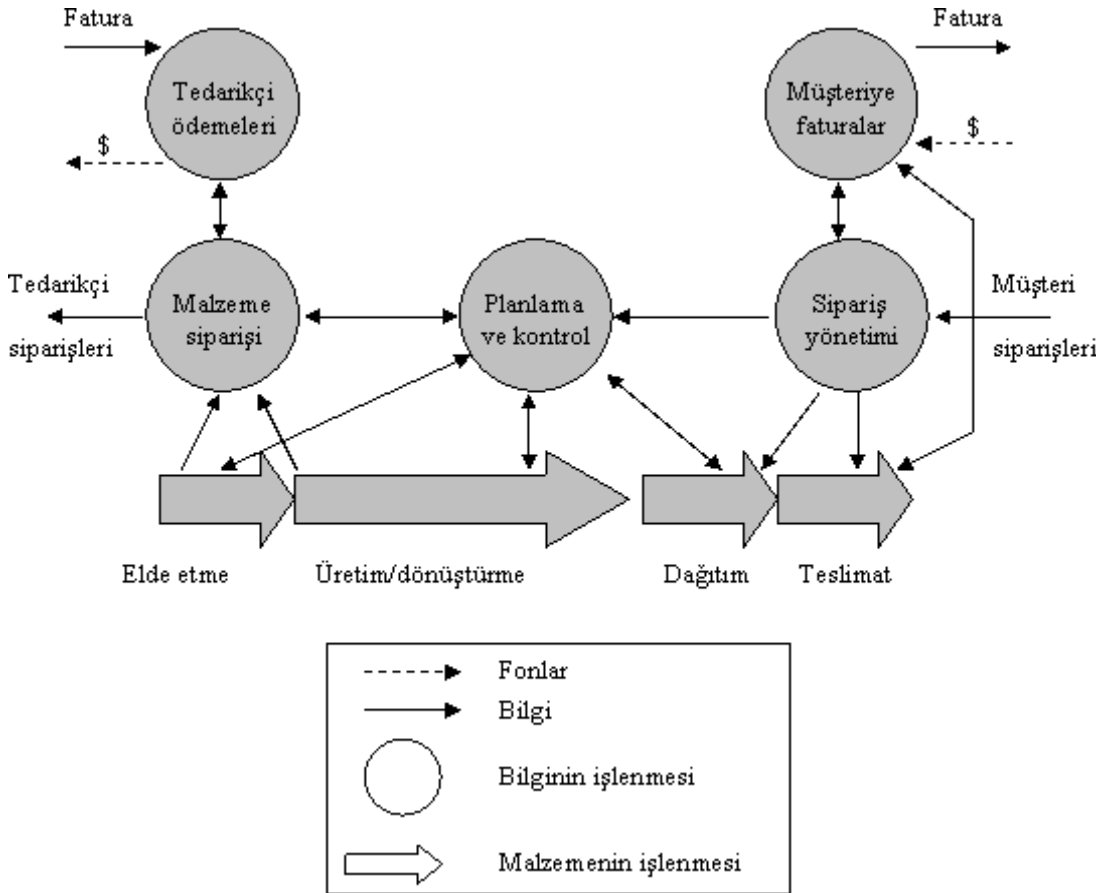 Fatura
Fatura
Tedarikçi
ödemeleri
Müşteriye
faturalar
$
$
Tedarikçi
siparişleri
Malzeme
siparişi
Planlama
ve kontrol
Sipariş
yönetimi
Müşteri
siparişleri
Elde etme
Üretim/dönüştürme
Dağıtım
Teslimat
Fonlar
Bilgi
Bilginin işlenmesi
Malzemenin işlenmesi